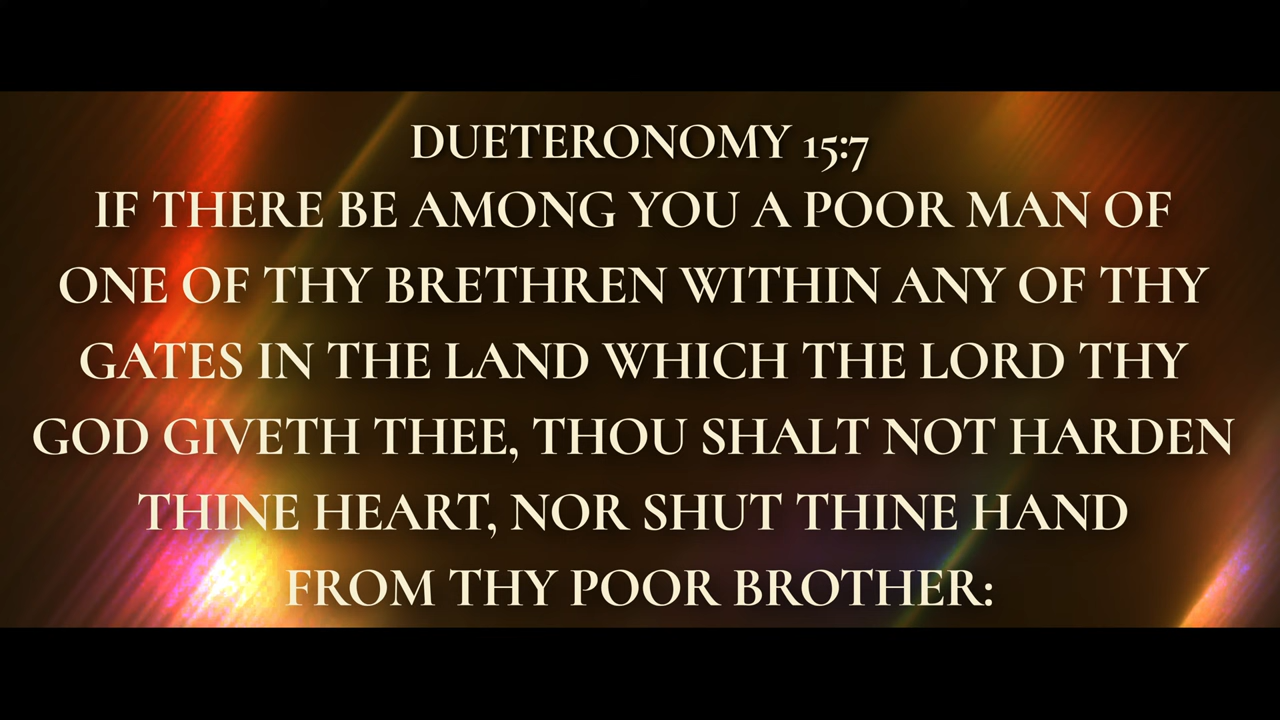 DUETERONOMY 15:7
IF THERE BE AMONG YOU A POOR MAN OF
ONE OF THY BRETHREN WITHIN ANY OF THY
GATES IN THE LAND WHICH THE LORD THY
GOD GIVETH THEE, THOU SHALT NOT HARDEN
THINE HEART, NOR SHUT THINE HAND
FROM THY POOR BROTHER: